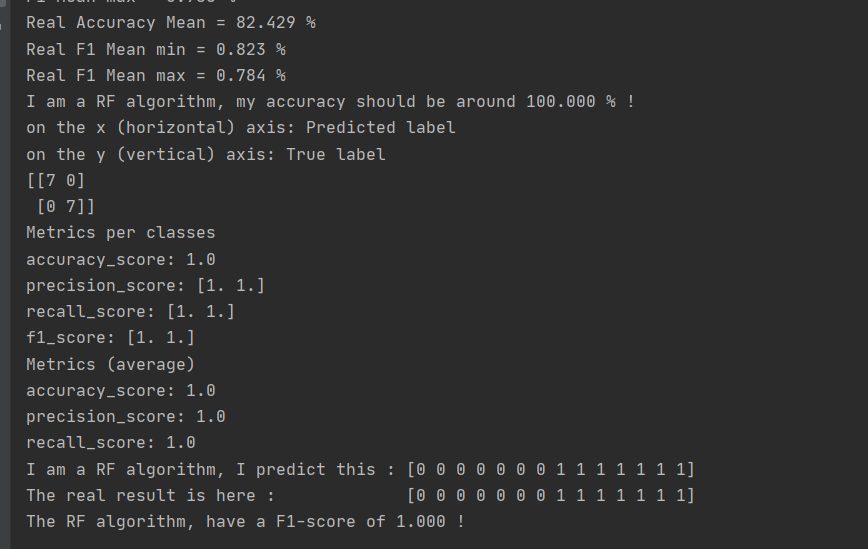 Real Accuracy Mean = 82.429 %
Real F1 Mean min = 0.823 %
Real F1 Mean max = 0.784 %
I am a RF algorithm, my accuracy should be around 100.000 % !
on the x (horizontal) axis: Predicted label
on the y (vertical) axis: True label
[[7 0]
 [0 7]]
Metrics per classes
accuracy_score: 1.0
precision_score: [1. 1.]
recall_score: [1. 1.]
f1_score: [1. 1.]
Metrics (average)
accuracy_score: 1.0
precision_score: 1.0
recall_score: 1.0
I am a RF algorithm, I predict this : [0 0 0 0 0 0 0 1 1 1 1 1 1 1]
The real result is here :             [0 0 0 0 0 0 0 1 1 1 1 1 1 1]
The RF algorithm, have a F1-score of 1.000 !